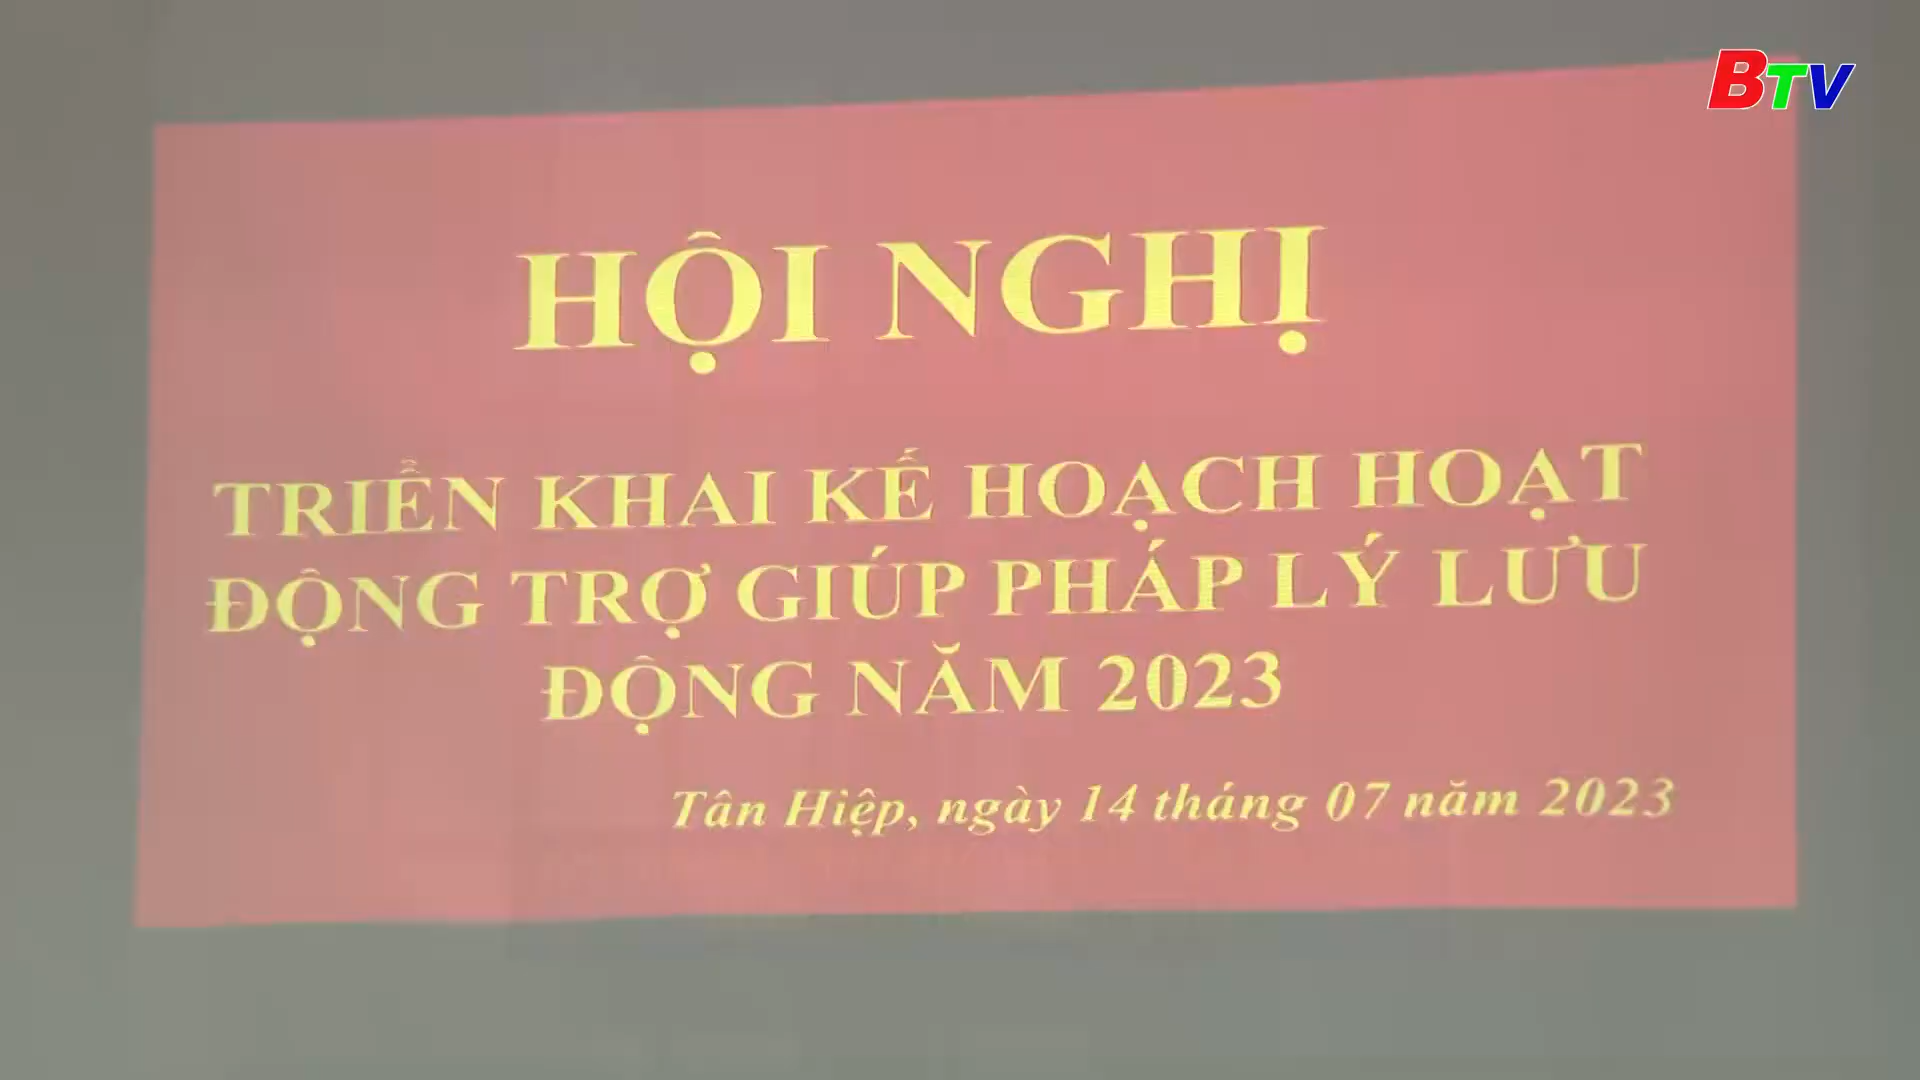 BTV
HỘI NGHỊ
TRIỂN KHAI KẾ HOẠCH HOẠT
ĐỘNG TRỢ GIÚP PHÁP LÝ LƯU
ĐỘNG NĂM 2023
Tân Hiệp, ngày 14 tháng 07 năm 2023